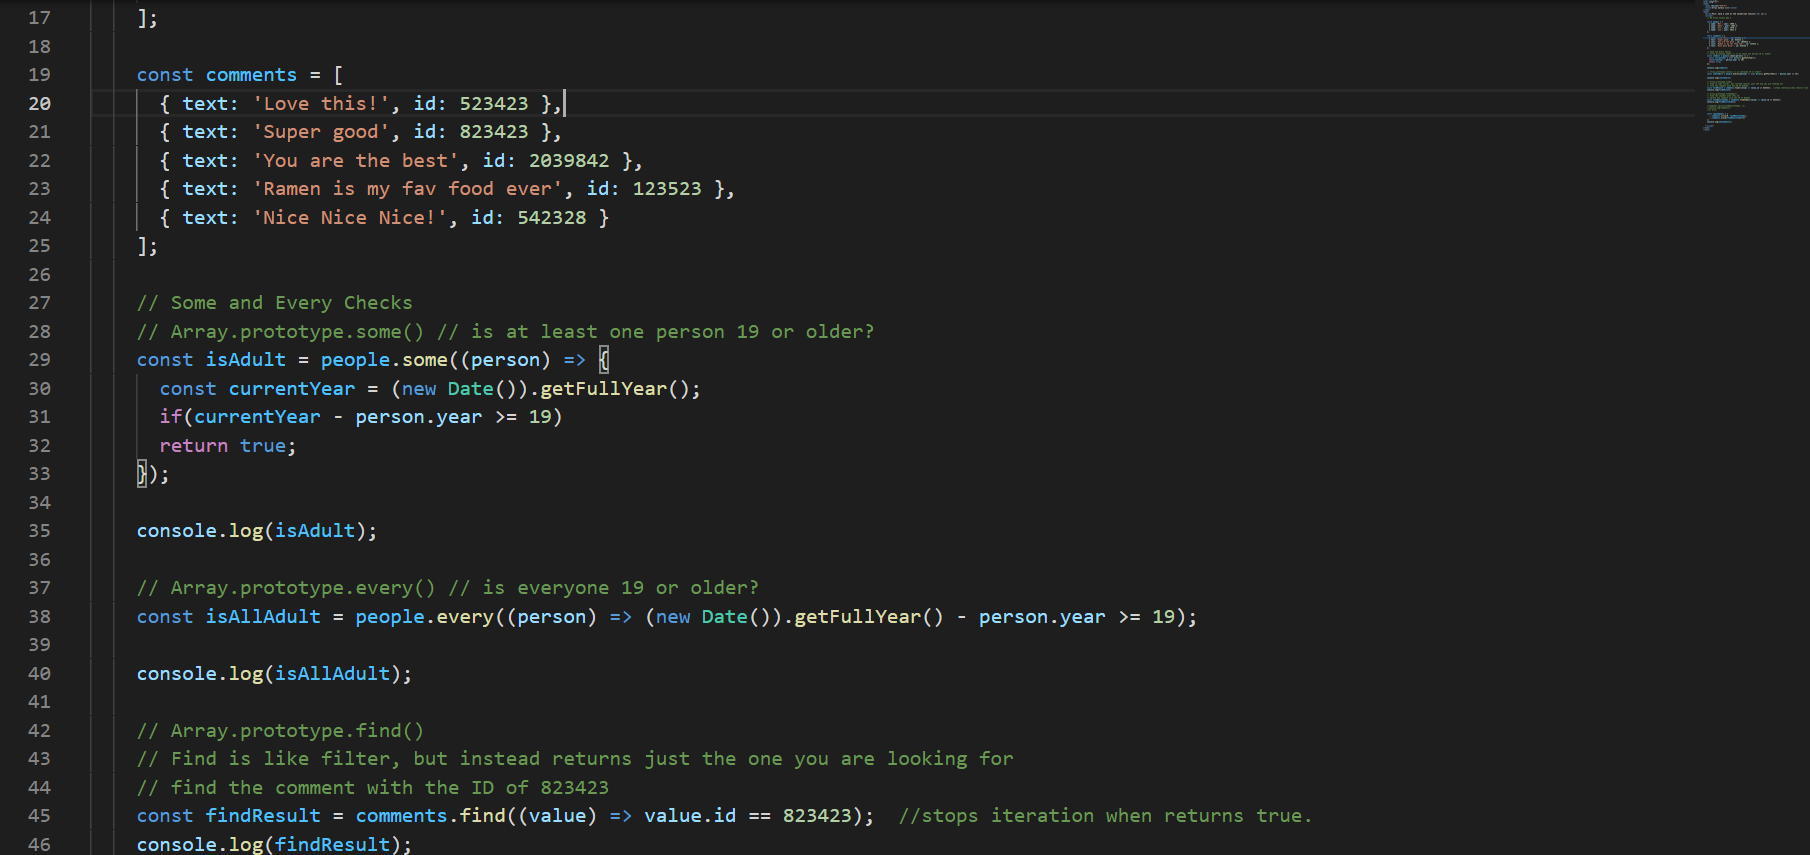 17 ];
18
19 const comments = [
20 { text: 'Love this!', id: 523423 },
21 { text: 'Super good', id: 823423 },
22 { text: 'You are the best', id: 2039842 },
23 { text: 'Ramen is my fav food ever', id: 123523 },
24 { text: 'Nice Nice Nice!', id: 542328 }
25 ];
26
27 // Some and Every Checks
28 // Array.prototype.some() // is at least one person 19 or older?
29 const isAdult = people.some((person) => {
30 const currentYear = (new Date()).getFullYear();
31 if(currentYear - person.year >= 19)
32 return true;
33 });
34
35 console.log(isAdult);
36
37 // Array.prototype.every() // is everyone 19 or older?
38 const isAllAdult = people.every((person) => (new Date()).getFullYear() - person.year >= 19);
39
40 console.log(isAllAdult);
41
42 // Array.prototype.find()
43 // Find is like filter, but instead returns just the one you are looking for
44 // find the comment with the ID of 823423
45 const findResult = comments.find((value) => value.id == 823423);  //stops iteration when returns true.
46 console.log(findResult);